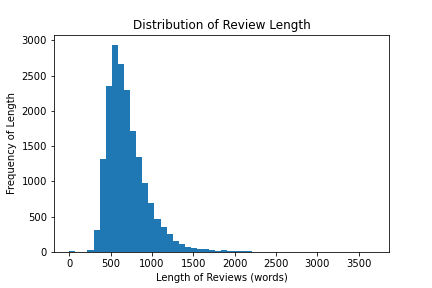 Distribution of Review Length
Frequency of Length
3000
2500
2000
1500
1000
500
0
0 500 1000 1500 2000 2500 3000 3500
Length of Reviews (words)